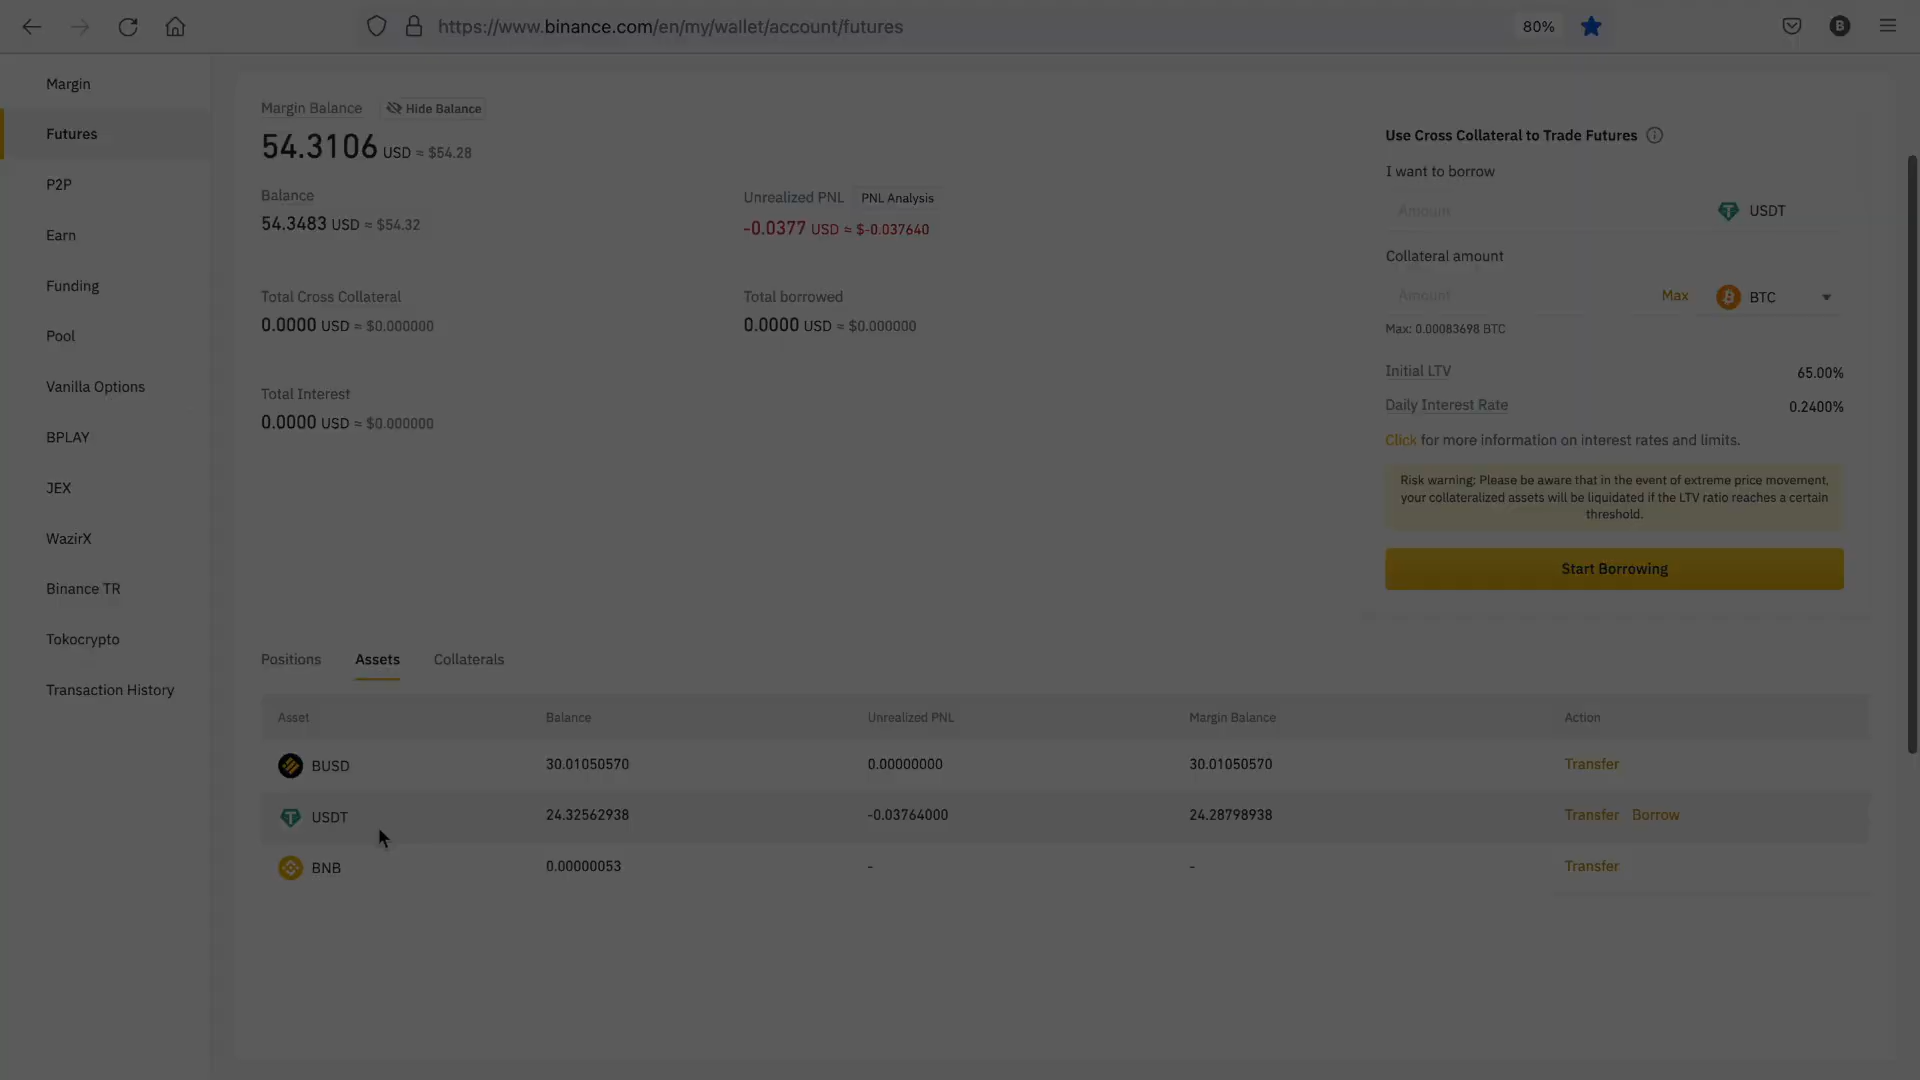 https://www.binance.com/en/my/wallet/account/futures
80%
B
Margin
Futures
P2P
Earn
Funding
Pool
Vanilla Options
BPLAY
JEX
WazirX
Binance TR
Tokocrypto
Transaction History
Margin Balance Hide Balance
54.3106 USD ≈ $54.28
Balance
54.3483 USD ≈ $54.32
Unrealized PNL PNL Analysis
-0.0377 USD ≈ $-0.037640
Total Cross Collateral
0.0000 USD ≈ $0.000000
Total borrowed
0.0000 USD ≈ $0.000000
Total Interest
0.0000 USD ≈ $0.000000
Use Cross Collateral to Trade Futures
I want to borrow
Amount USDT
Collateral amount
Amount Max BTC
Max: 0.00083698 BTC
Initial LTV 65.00%
Daily Interest Rate 0.2400%
Click for more information on interest rates and limits.
Risk warning: Please be aware that in the event of extreme price movement,
your collateralized assets will be liquidated if the LTV ratio reaches a certain
threshold.
Start Borrowing
Positions Assets Collaterals
Asset Balance Unrealized PNL Margin Balance Action
BUSD 30.01050570 0.00000000 30.01050570 Transfer
USDT 24.32562938 -0.03764000 24.28798938 Transfer Borrow
BNB 0.00000053 - - Transfer